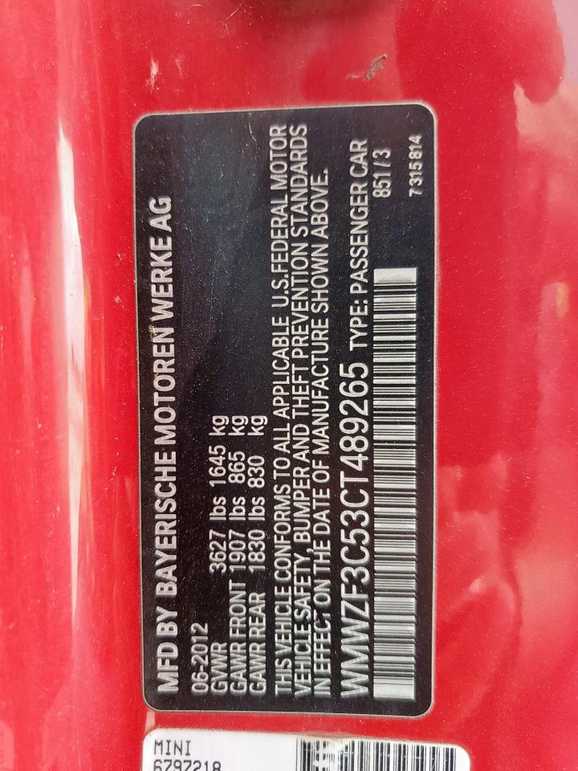 MFD BY BAYERISCHE MOTOREN WERKE AG
06-2012
GVWR 3627 lbs 1645 kg
GAWR FRONT 1907 lbs 865 kg
GAWR REAR 1830 lbs 830 kg
THIS VEHICLE CONFORMS TO ALL APPLICABLE U.S.FEDERAL MOTOR
VEHICLE SAFETY, BUMPER AND THEFT PREVENTION STANDARDS
IN EFFECT ON THE DATE OF MANUFACTURE SHOWN ABOVE.
WMWZF3C53CT489265 TYPE: PASSENGER CAR
851/3
7315814
MINI
6797218